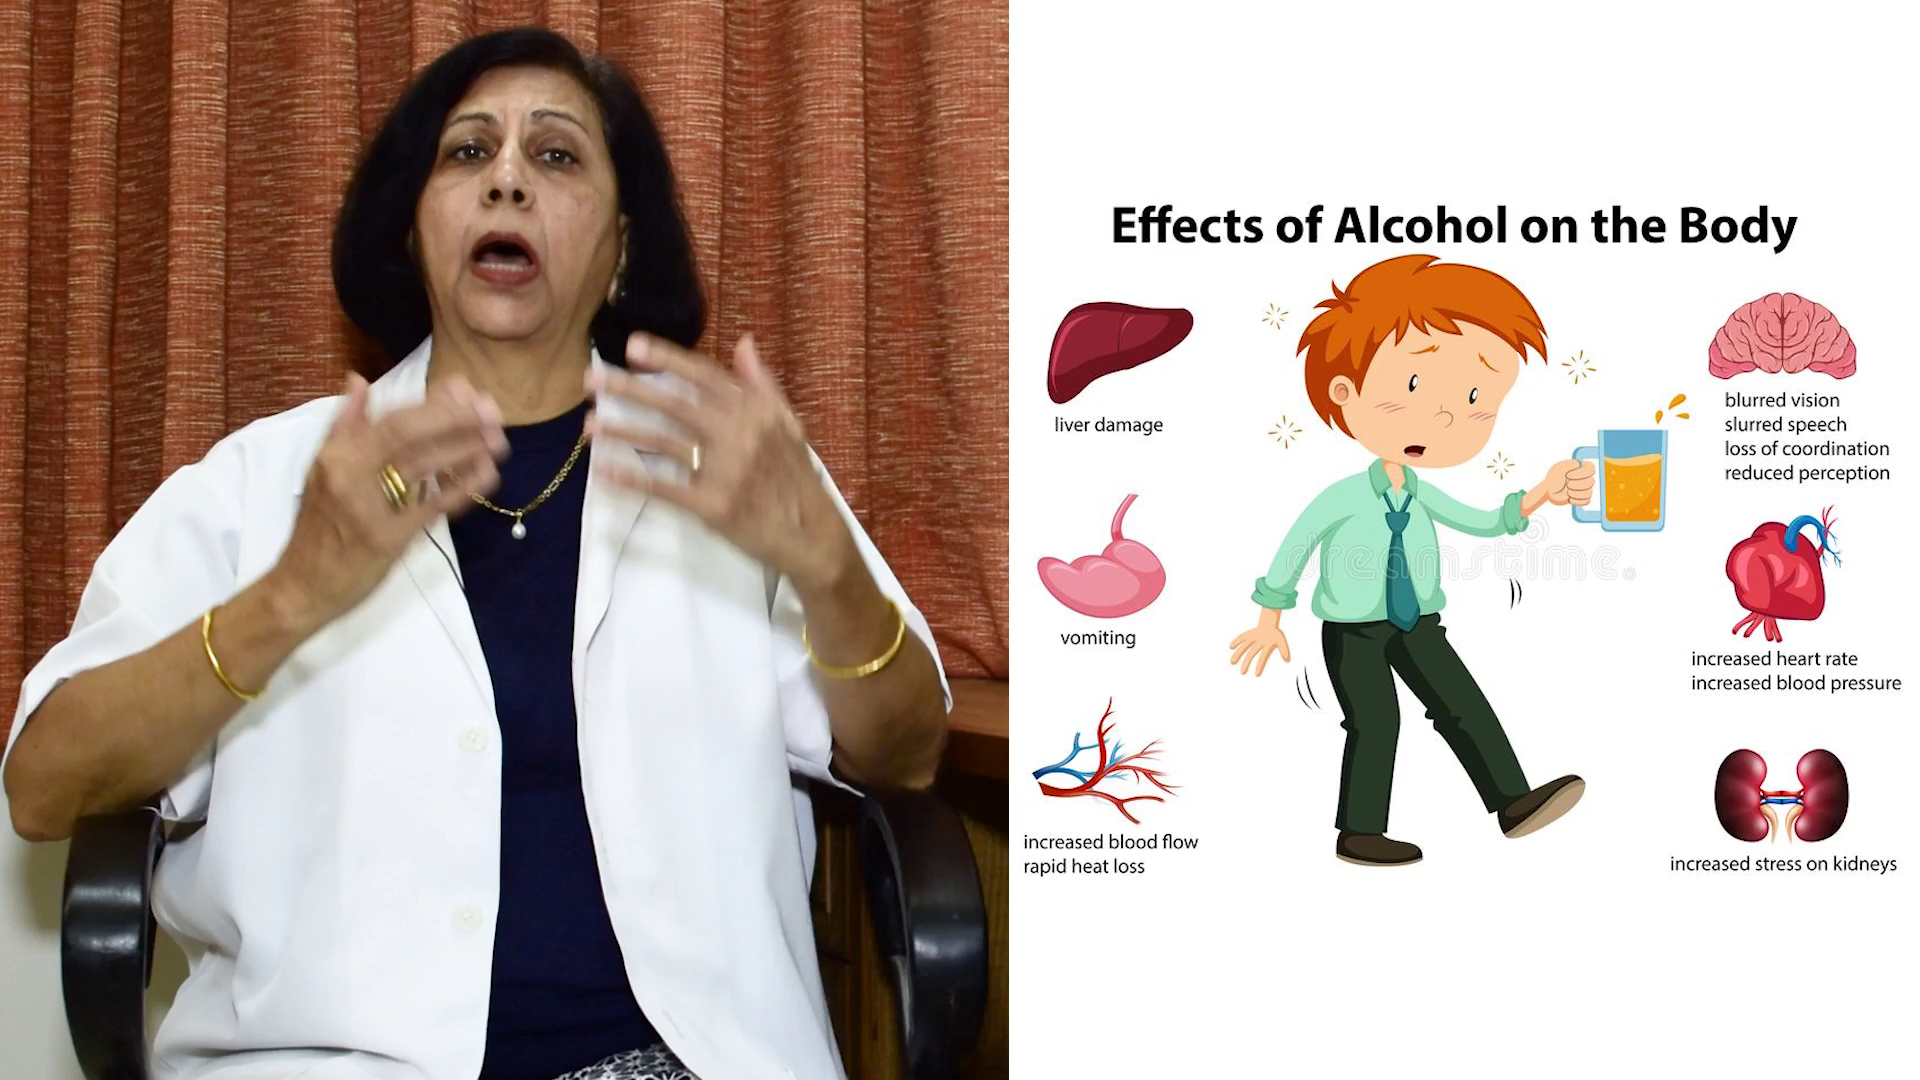 Effects of Alcohol on the Body
liver damage
blurred vision
slurred speech
loss of coordination
reduced perception
dreamstime.
vomiting
increased heart rate
increased blood pressure
increased blood flow
rapid heat loss
increased stress on kidneys